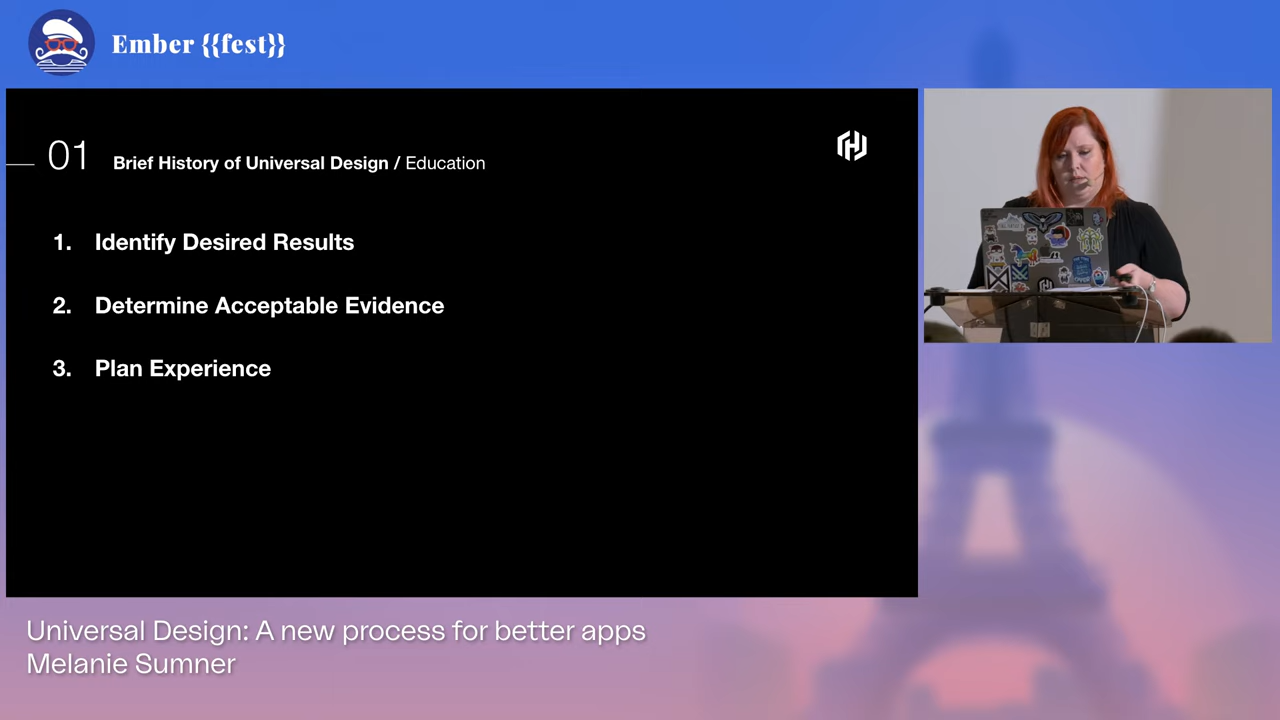 Ember {{fest}}
01 Brief History of Universal Design / Education
1. Identify Desired Results
2. Determine Acceptable Evidence
3. Plan Experience
Universal Design: A new process for better apps
Melanie Sumner